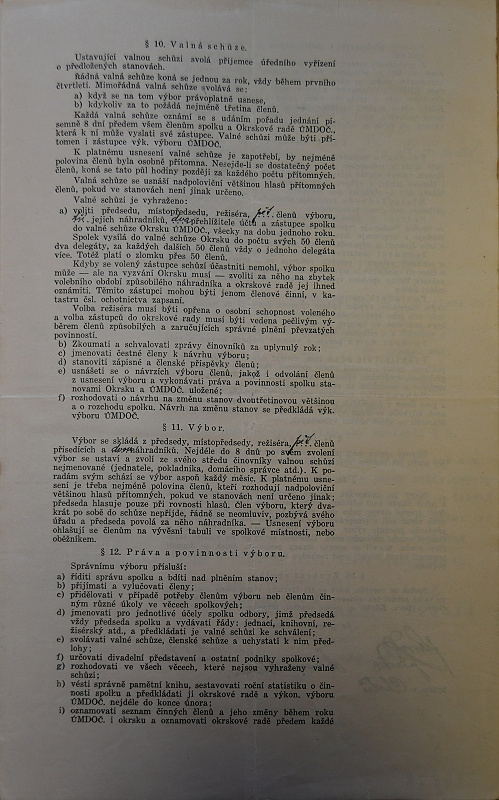 § 10. Valná schůze.
Ustavující valnou schůzi svolá příjemce úředního vyřízení
o předložených stanovách.
Řádná valná schůze koná se jednou za rok, vždy během prvního
čtvrtletí. Mimořádná valná schůze svolává se:
a) když se na tom výbor právoplatně usnese,
b) kdykoliv za to požádá nejméně třetina členů.
Každá valná schůze oznámí se s udáním pořadu jednání pí-
semně 8 dní předem všem členům spolku a Okrskové radě ÚMDOČ.,
která k ní může vyslati své zástupce. Valné schůzi může býti pří-
tomen i zástupce výk. výboru ÚMDOČ.
K platnému usnesení valné schůze je zapotřebí, by nejméně
polovina členů byla osobně přítomna. Nesejde-li se dostatečný počet
členů, koná se tato půl hodiny později za každého počtu přítomných.
Valná schůze se usnáší nadpoloviční většinou hlasů přítomných
členů, pokud ve stanovách není jinak určeno.
Valné schůzi je vyhraženo:
a) voliti předsedu, místopředsedu, režiséra, pět členů výboru,
jejich náhradníků, dva přehlížitele účtů a zástupce spolku
do valné schůze Okrsku ÚMDOČ., všecky na dobu jednoho roku.
Spolek vysílá do valné schůze Okrsku do počtu svých 50 členů
dva delegáty, za každých dalších 50 členů vždy o jednoho delegáta
více. Totéž platí o zlomku přes 50 členů.
Kdyby se volený zástupce schůzí účastniti nemohl, výbor spolku
může — ale na vyzvání Okrsku musí — zvoliti za něho na zbytek
volebního období způsobilého náhradníka a okrskové radě jej ihned
oznámiti. Těmito zástupci mohou býti jenom členové činní, v ka-
tastru čsl. ochotnictva zapsaní.
Volba režiséra musí býti opřena o osobní schopnost voleného
a volba zástupců do okrskové rady musí býti vedena pečlivým vý-
běrem členů způsobilých a zaručujících správné plnění převzatých
povinností.
b) Zkoumati a schvalovati zprávy činovníků za uplynulý rok;
c) jmenovati čestné členy k návrhu výboru;
d) stanoviti zápisné a členské příspěvky členů;
e) usnášeti se o návrzích výboru členů, jakož i odvolání členů
z usnesení výboru a vykonávati práva a povinnosti spolku sta-
novami Okrsku a ÚMDOČ. uložené;
f) rozhodovati o návrhu na změnu stanov dvoutřetinovou většinou
a o rozchodu spolku. Návrh na změnu stanov se předkládá výk.
výboru ÚMDOČ.
§ 11. Výbor.
Výbor se skládá z předsedy, místopředsedy, režiséra, pět členů
přísedících a dvou náhradníků. Nejdéle do 8 dnů po svém zvolení
výbor se ustaví a zvolí ze svého středu činovníky valnou schůzí
nejmenované (jednatele, pokladníka, domácího správce atd.). K po-
radám svým schází se výbor aspoň každý měsíc. K platnému usne-
sení je třeba nejméně polovina členů, kteří rozhodují nadpoloviční
většinou hlasů přítomných, pokud ve stanovách není určeno jinak;
předseda hlasuje pouze při rovnosti hlasů. Člen výboru, který dva-
krát po sobě do schůze nepřijde, řádně se neomluviv, pozbývá svého
úřadu a předseda povolá za něho náhradníka. — Usnesení výboru
ohlašují se členům na vývěsní tabuli ve spolkové místnosti, nebo
oběžníkem.
§ 12. Práva a povinnosti výboru.
Správnímu výboru přísluší:
a) říditi správu spolku a bdíti nad plněním stanov;
b) přijímati a vylučovati členy;
c) přidělovati v případě potřeby členům výboru neb členům čin-
ným různé úkoly ve věcech spolkových;
d) jmenovati pro jednotlivé účely spolku odbory, jimž předsedá
vždy předseda spolku a vydávati řády: jednací, knihovní, re-
žisérský atd., a předkládati je valné schůzi ke schválení;
e) svolávati valné schůze, členské schůze a uchystati k nim před-
lohy;
f) určovati divadelní představení a ostatní podniky spolkové;
g) rozhodovati ve všech věcech, které nejsou vyhraženy valné
schůzi;
h) vésti správně pamětní knihu, sestavovati roční statistiku o čin-
nosti spolku a předkládati ji okrskové radě a výkon. výboru
ÚMDOČ. nejdéle do konce února;
i) oznamovati seznam činných členů a jeho změny během roku
ÚMDOČ. i okrsku a oznamovati okrskové radě předem každé